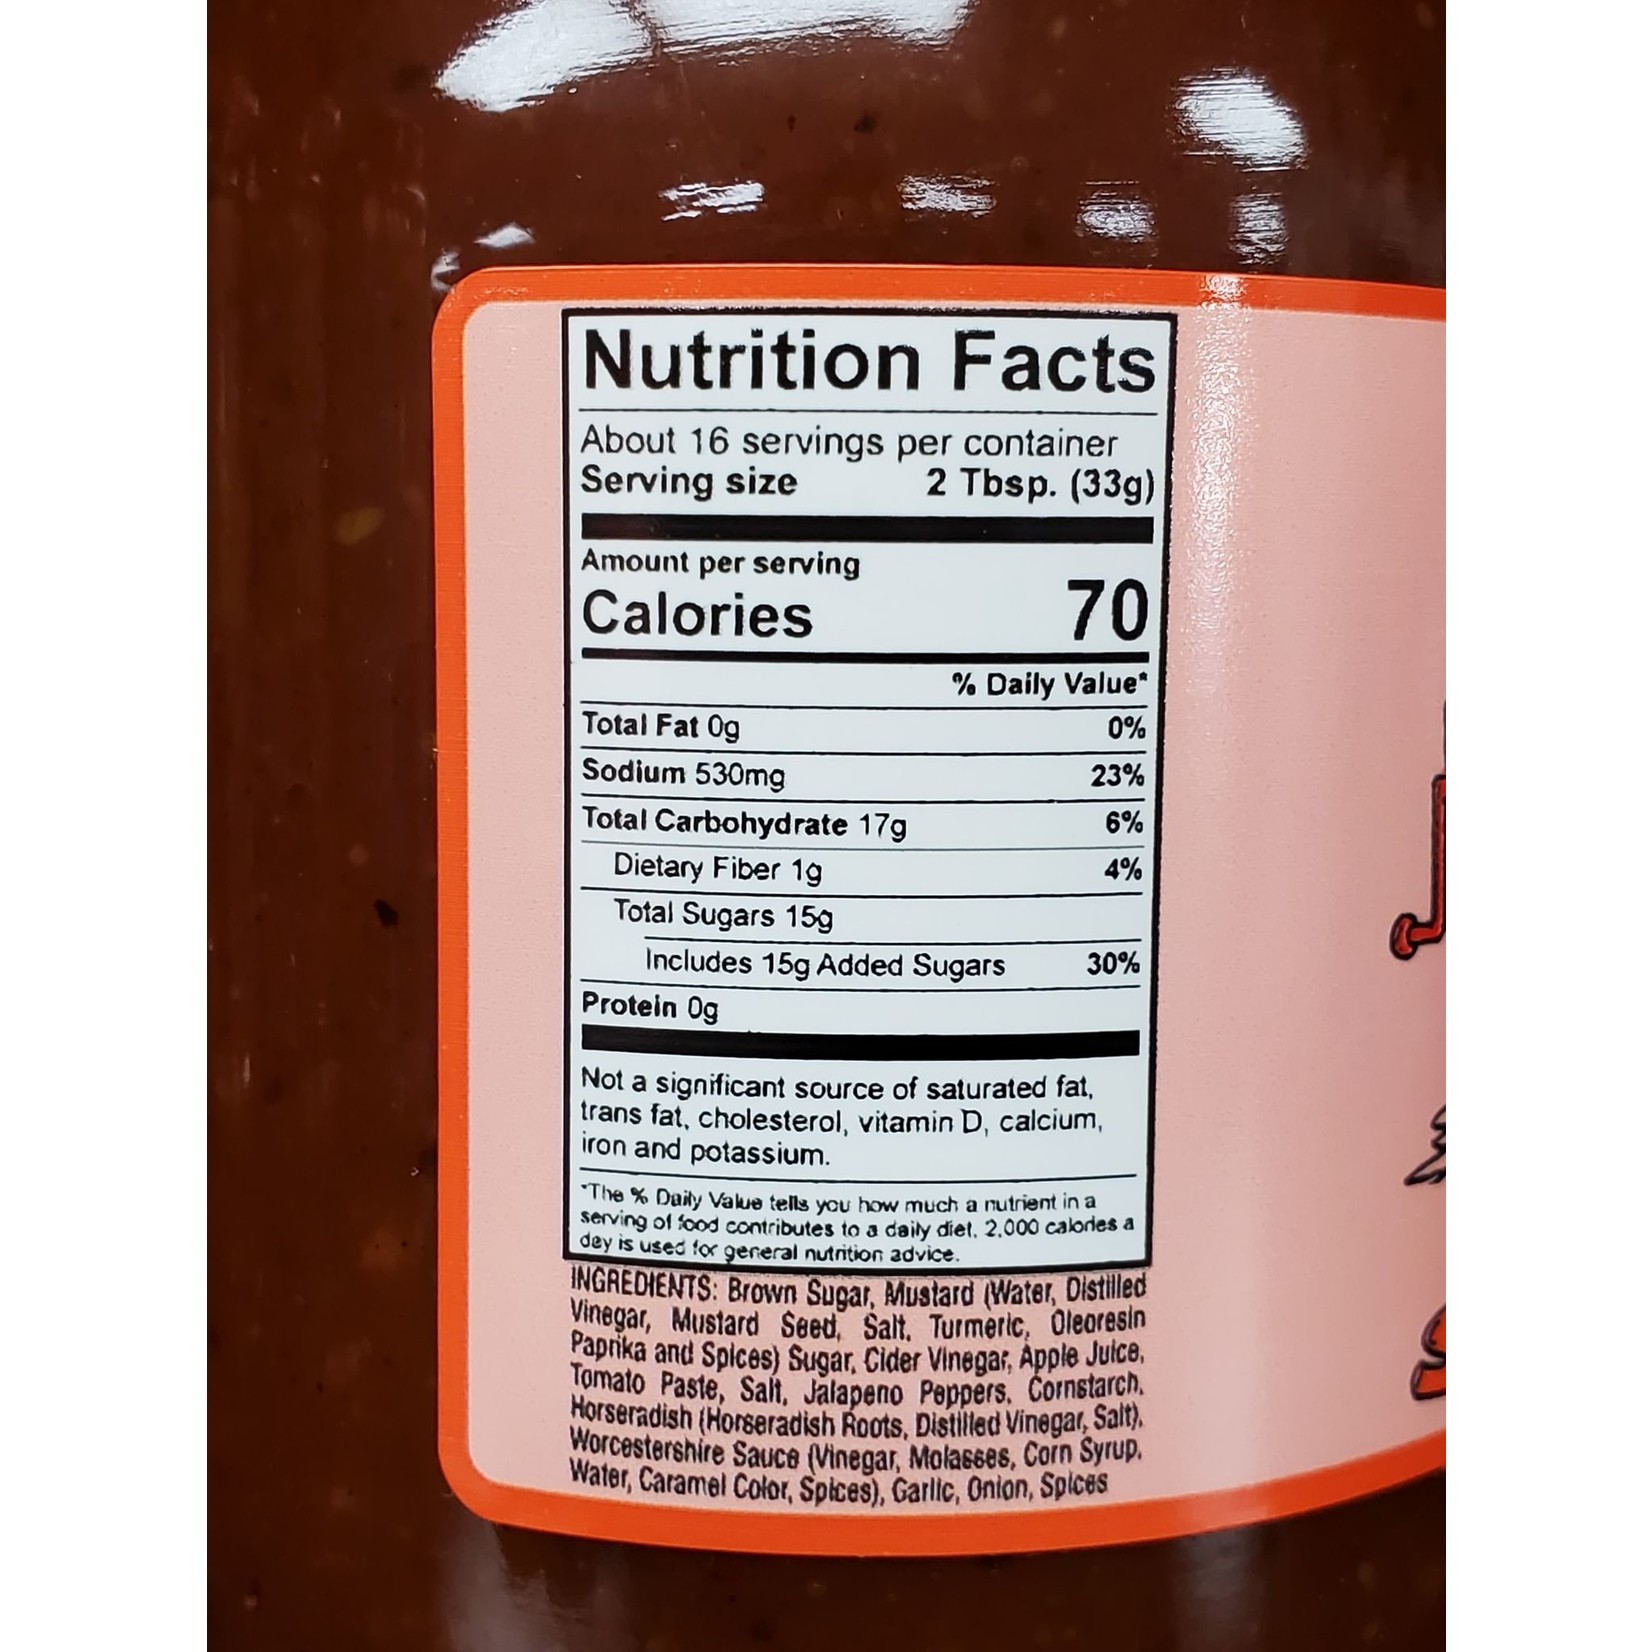 Nutrition Facts
About 16 servings per container
Serving size 2 Tbsp. (33g)
Amount per serving
Calories 70
% Daily Value*
Total Fat 0g 0%
Sodium 530mg 23%
Total Carbohydrate 17g 6%
Dietary Fiber 1g 4%
Total Sugars 15g
Includes 15g Added Sugars 30%
Protein 0g
Not a significant source of saturated fat,
trans fat, cholesterol, vitamin D, calcium,
iron and potassium.
*The % Daily Value tells you how much a nutrient in a
serving of food contributes to a daily diet. 2,000 calories a
day is used for general nutrition advice.
INGREDIENTS: Brown Sugar, Mustard (Water, Distilled
Vinegar, Mustard Seed, Salt, Turmeric, Oleoresin
Paprika and Spices) Sugar, Cider Vinegar, Apple Juice,
Tomato Paste, Salt, Jalapeno Peppers, Cornstarch,
Horseradish (Horseradish Roots, Distilled Vinegar, Salt),
Worcestershire Sauce (Vinegar, Molasses, Corn Syrup,
Water, Caramel Color, Spices), Garlic, Onion, Spices